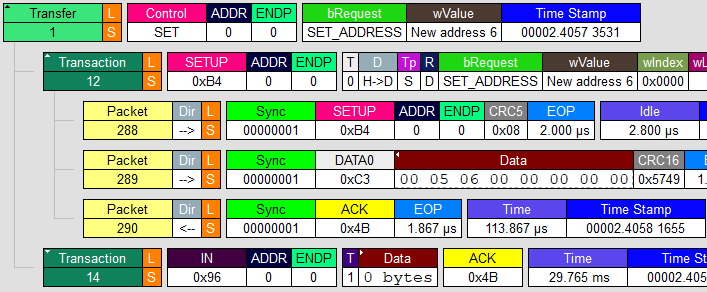 Transfer L Control ADDR ENDP bRequest wValue Time Stamp
1 S SET 0 0 SET_ADDRESS New address 6 00002.4057 3531
Transaction L SETUP ADDR ENDP T D Tp R bRequest wValue wIndex wL
12 S 0xB4 0 0 0 H->D S D SET_ADDRESS New address 6 0x0000
Packet Dir L Sync SETUP ADDR ENDP CRC5 EOP Idle
288 --> S 00000001 0xB4 0 0 0x08 2.000 µs 2.800 µs
Packet Dir L Sync DATA0 Data CRC16 E
289 --> S 00000001 0xC3 00 05 06 00 00 00 00 00 0x5749 1.
Packet Dir L Sync ACK EOP Time Time Stamp
290 <-- S 00000001 0x4B 1.867 µs 113.867 µs 00002.4058 1655
Transaction L IN ADDR ENDP T Data ACK Time Time Stam
14 S 0x96 0 0 1 0 bytes 0x4B 29.765 ms 00002.405